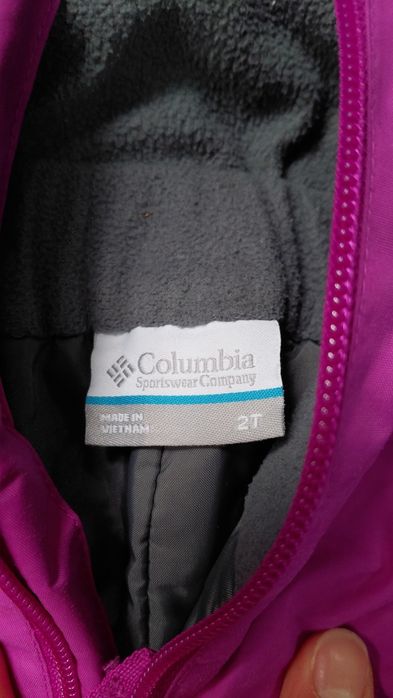 Columbia
Sportswear Company
MADE IN
VIETNAM
2T